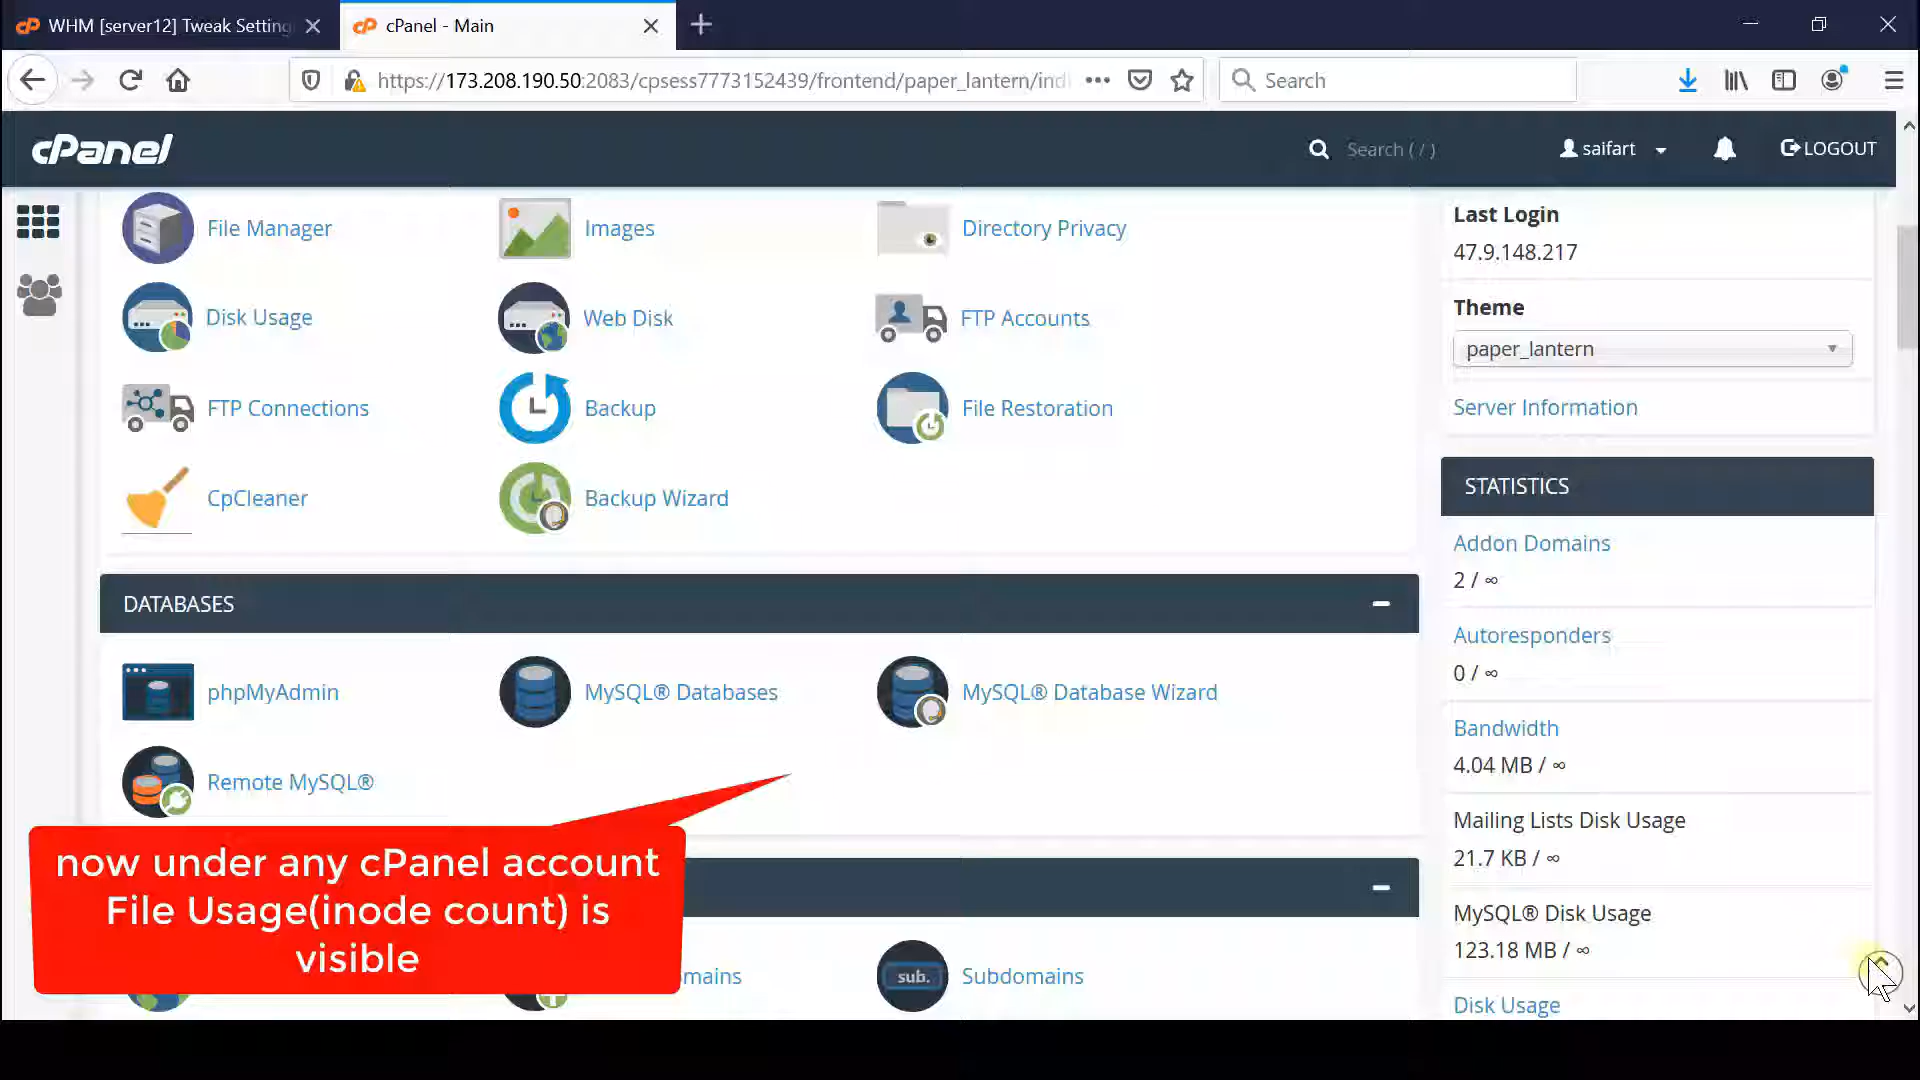 WHM [server12] Tweak Setting
cPanel - Main
https://173.208.190.50:2083/cpsess7773152439/frontend/paper_lantern/ind
Search
cPanel
Search ( / )
saifart
LOGOUT
File Manager
Images
Directory Privacy
Disk Usage
Web Disk
FTP Accounts
FTP Connections
Backup
File Restoration
CpCleaner
Backup Wizard
DATABASES
phpMyAdmin
MySQL® Databases
MySQL® Database Wizard
Remote MySQL®
now under any cPanel account
File Usage(inode count) is
visible
mains
sub.
Subdomains
Last Login
47.9.148.217
Theme
paper_lantern
Server Information
STATISTICS
Addon Domains
2 / ∞
Autoresponders
0 / ∞
Bandwidth
4.04 MB / ∞
Mailing Lists Disk Usage
21.7 KB / ∞
MySQL® Disk Usage
123.18 MB / ∞
Disk Usage